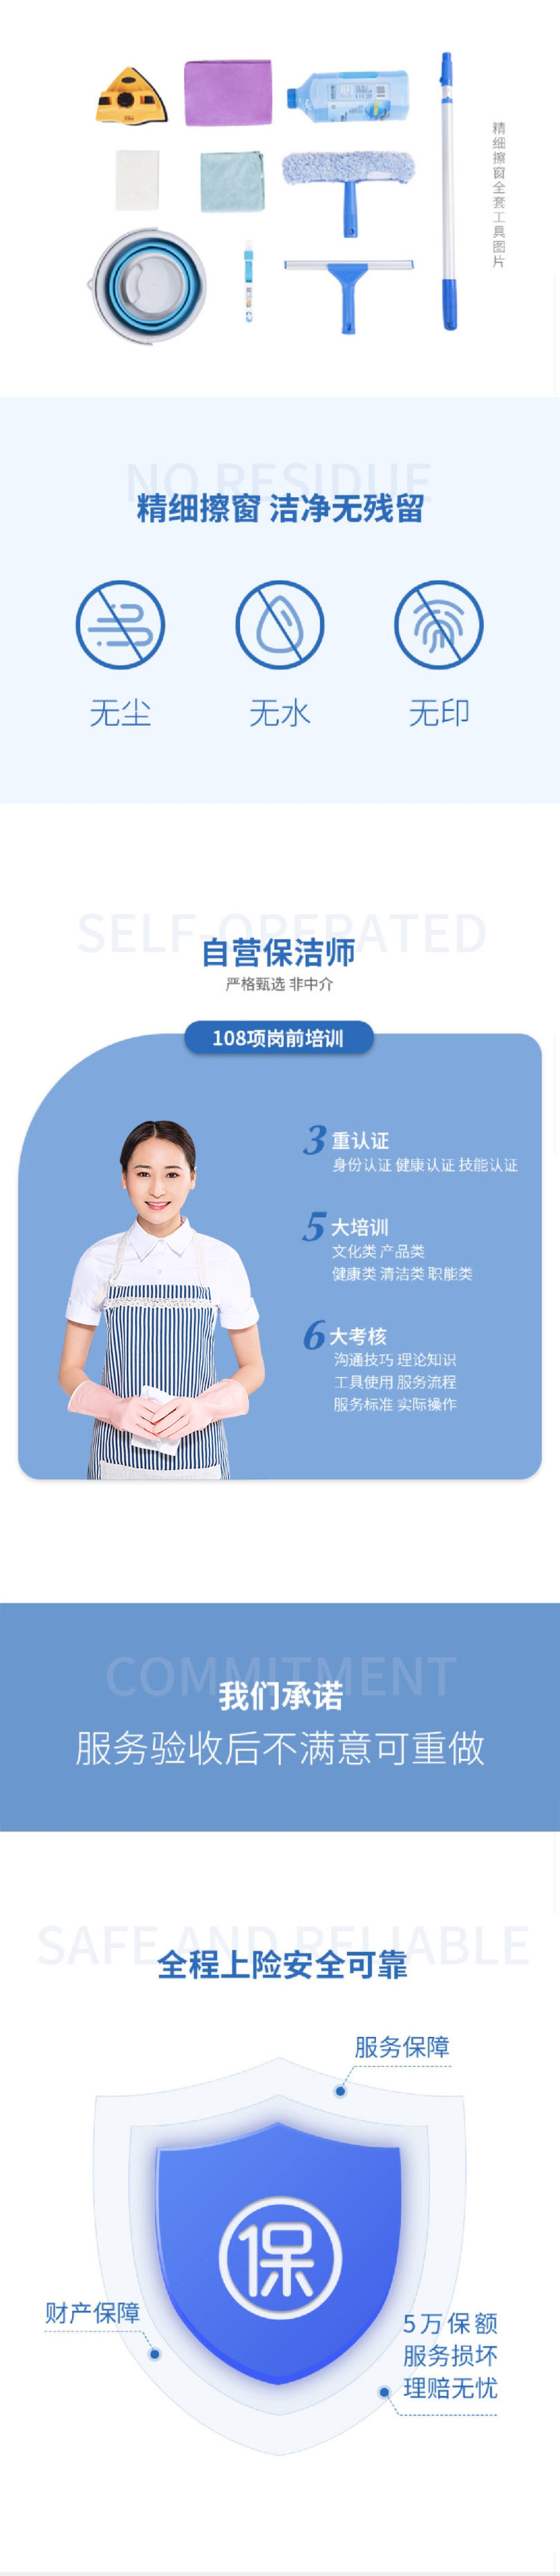 精细擦窗全套工具图片
NO RESIDUE
精细擦窗 洁净无残留
无尘
无水
无印
SELF-OPERATED
自营保洁师
严格甄选 非中介
108项岗前培训
3 重认证
身份认证 健康认证 技能认证
5 大培训
文化类 产品类
健康类 清洁类 职能类
6 大考核
沟通技巧 理论知识
工具使用 服务流程
服务标准 实际操作
COMMITMENT
我们承诺
服务验收后不满意可重做
SAFE AND RELIABLE
全程上险安全可靠
服务保障
保
财产保障
5万保额
服务损坏
理赔无忧